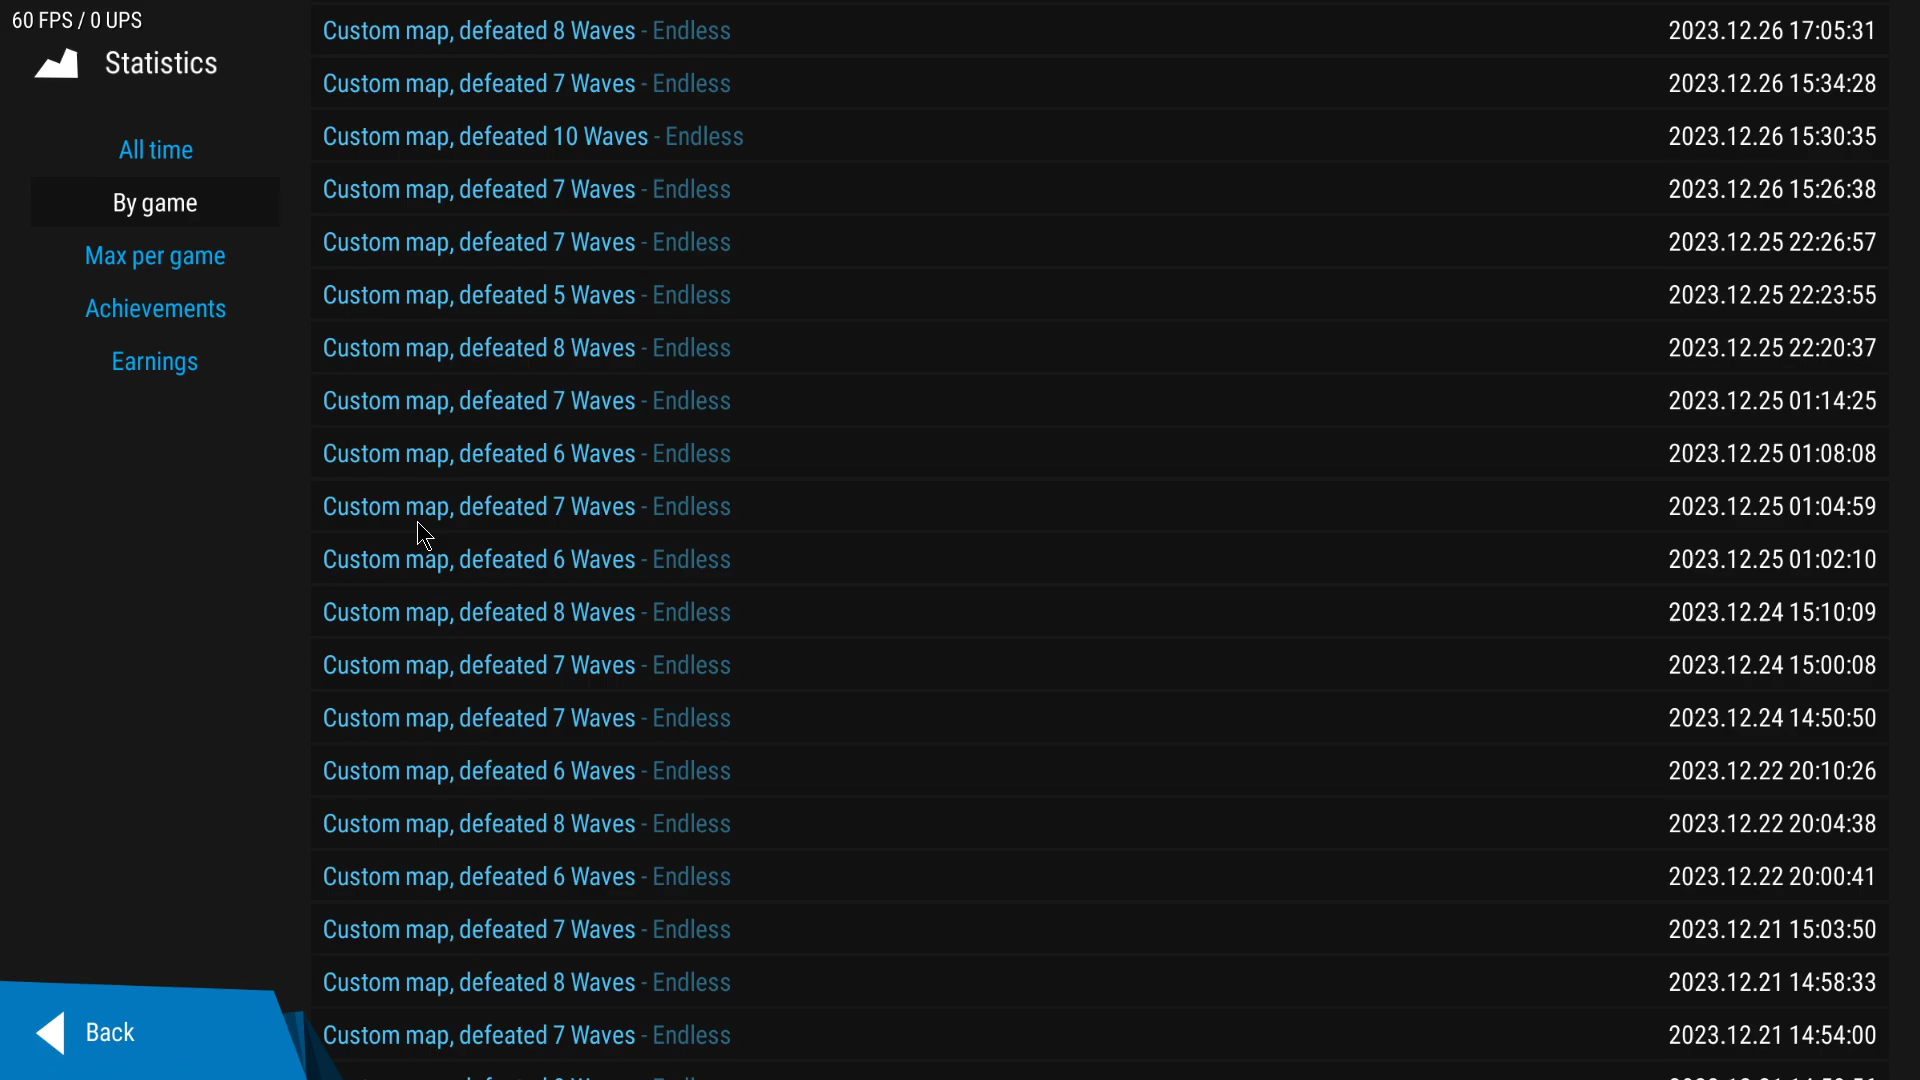 60 FPS / 0 UPS
Statistics
All time
By game
Max per game
Achievements
Earnings
Back
Custom map, defeated 8 Waves - Endless 2023.12.26 17:05:31
Custom map, defeated 7 Waves - Endless 2023.12.26 15:34:28
Custom map, defeated 10 Waves - Endless 2023.12.26 15:30:35
Custom map, defeated 7 Waves - Endless 2023.12.26 15:26:38
Custom map, defeated 7 Waves - Endless 2023.12.25 22:26:57
Custom map, defeated 5 Waves - Endless 2023.12.25 22:23:55
Custom map, defeated 8 Waves - Endless 2023.12.25 22:20:37
Custom map, defeated 7 Waves - Endless 2023.12.25 01:14:25
Custom map, defeated 6 Waves - Endless 2023.12.25 01:08:08
Custom map, defeated 7 Waves - Endless 2023.12.25 01:04:59
Custom map, defeated 6 Waves - Endless 2023.12.25 01:02:10
Custom map, defeated 8 Waves - Endless 2023.12.24 15:10:09
Custom map, defeated 7 Waves - Endless 2023.12.24 15:00:08
Custom map, defeated 7 Waves - Endless 2023.12.24 14:50:50
Custom map, defeated 6 Waves - Endless 2023.12.22 20:10:26
Custom map, defeated 8 Waves - Endless 2023.12.22 20:04:38
Custom map, defeated 6 Waves - Endless 2023.12.22 20:00:41
Custom map, defeated 7 Waves - Endless 2023.12.21 15:03:50
Custom map, defeated 8 Waves - Endless 2023.12.21 14:58:33
Custom map, defeated 7 Waves - Endless 2023.12.21 14:54:00